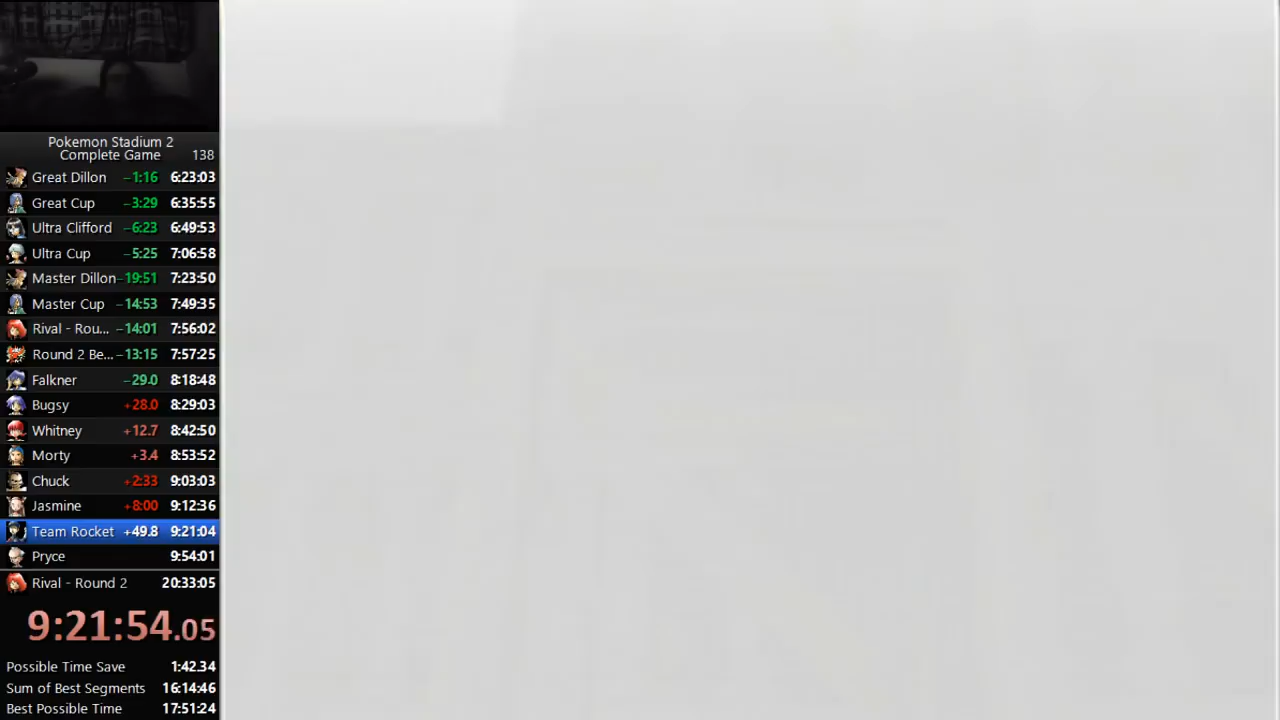 Pokemon Stadium 2
Complete Game 138
Great Dillon −1:16 6:23:03
Great Cup −3:29 6:35:55
Ultra Clifford −6:23 6:49:53
Ultra Cup −5:25 7:06:58
Master Dillon −19:51 7:23:50
Master Cup −14:53 7:49:35
Rival - Rou... −14:01 7:56:02
Round 2 Be... −13:15 7:57:25
Falkner −29.0 8:18:48
Bugsy +28.0 8:29:03
Whitney +12.7 8:42:50
Morty +3.4 8:53:52
Chuck +2:33 9:03:03
Jasmine +8:00 9:12:36
Team Rocket +49.8 9:21:04
Pryce 9:54:01
Rival - Round 2 20:33:05
9:21:54.05
Possible Time Save 1:42.34
Sum of Best Segments 16:14:46
Best Possible Time 17:51:24